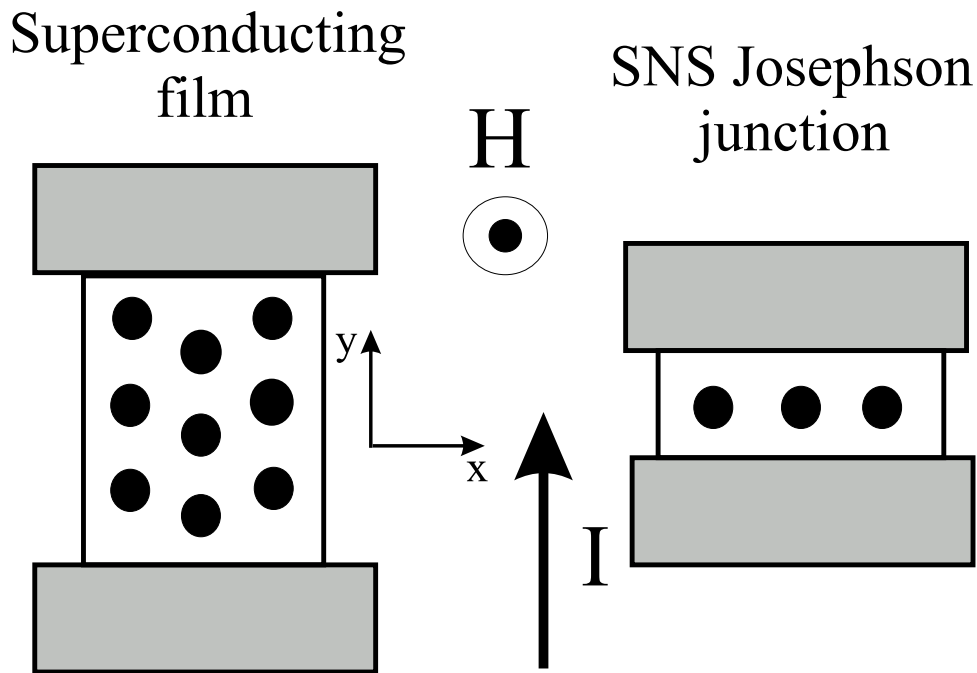 Superconducting
film
SNS Josephson
junction
H
y
x
I